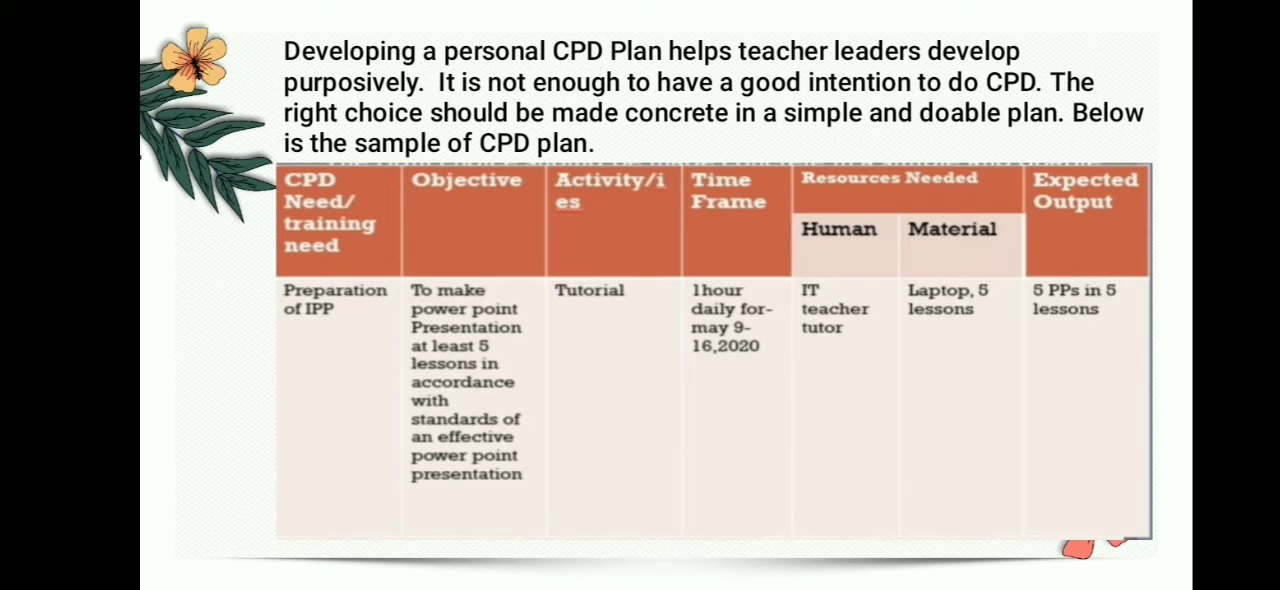 Developing a personal CPD Plan helps teacher leaders develop
purposively. It is not enough to have a good intention to do CPD. The
right choice should be made concrete in a simple and doable plan. Below
is the sample of CPD plan.
CPD
Need/
training
need
Objective
Activity/i
es
Time
Frame
Resources Needed
Human
Material
Expected
Output
Preparation
of IPP
To make
power point
Presentation
at least 5
lessons in
accordance
with
standards of
an effective
power point
presentation
Tutorial
1hour
daily for-
may 9-
16,2020
IT
teacher
tutor
Laptop, 5
lessons
5 PPs in 5
lessons